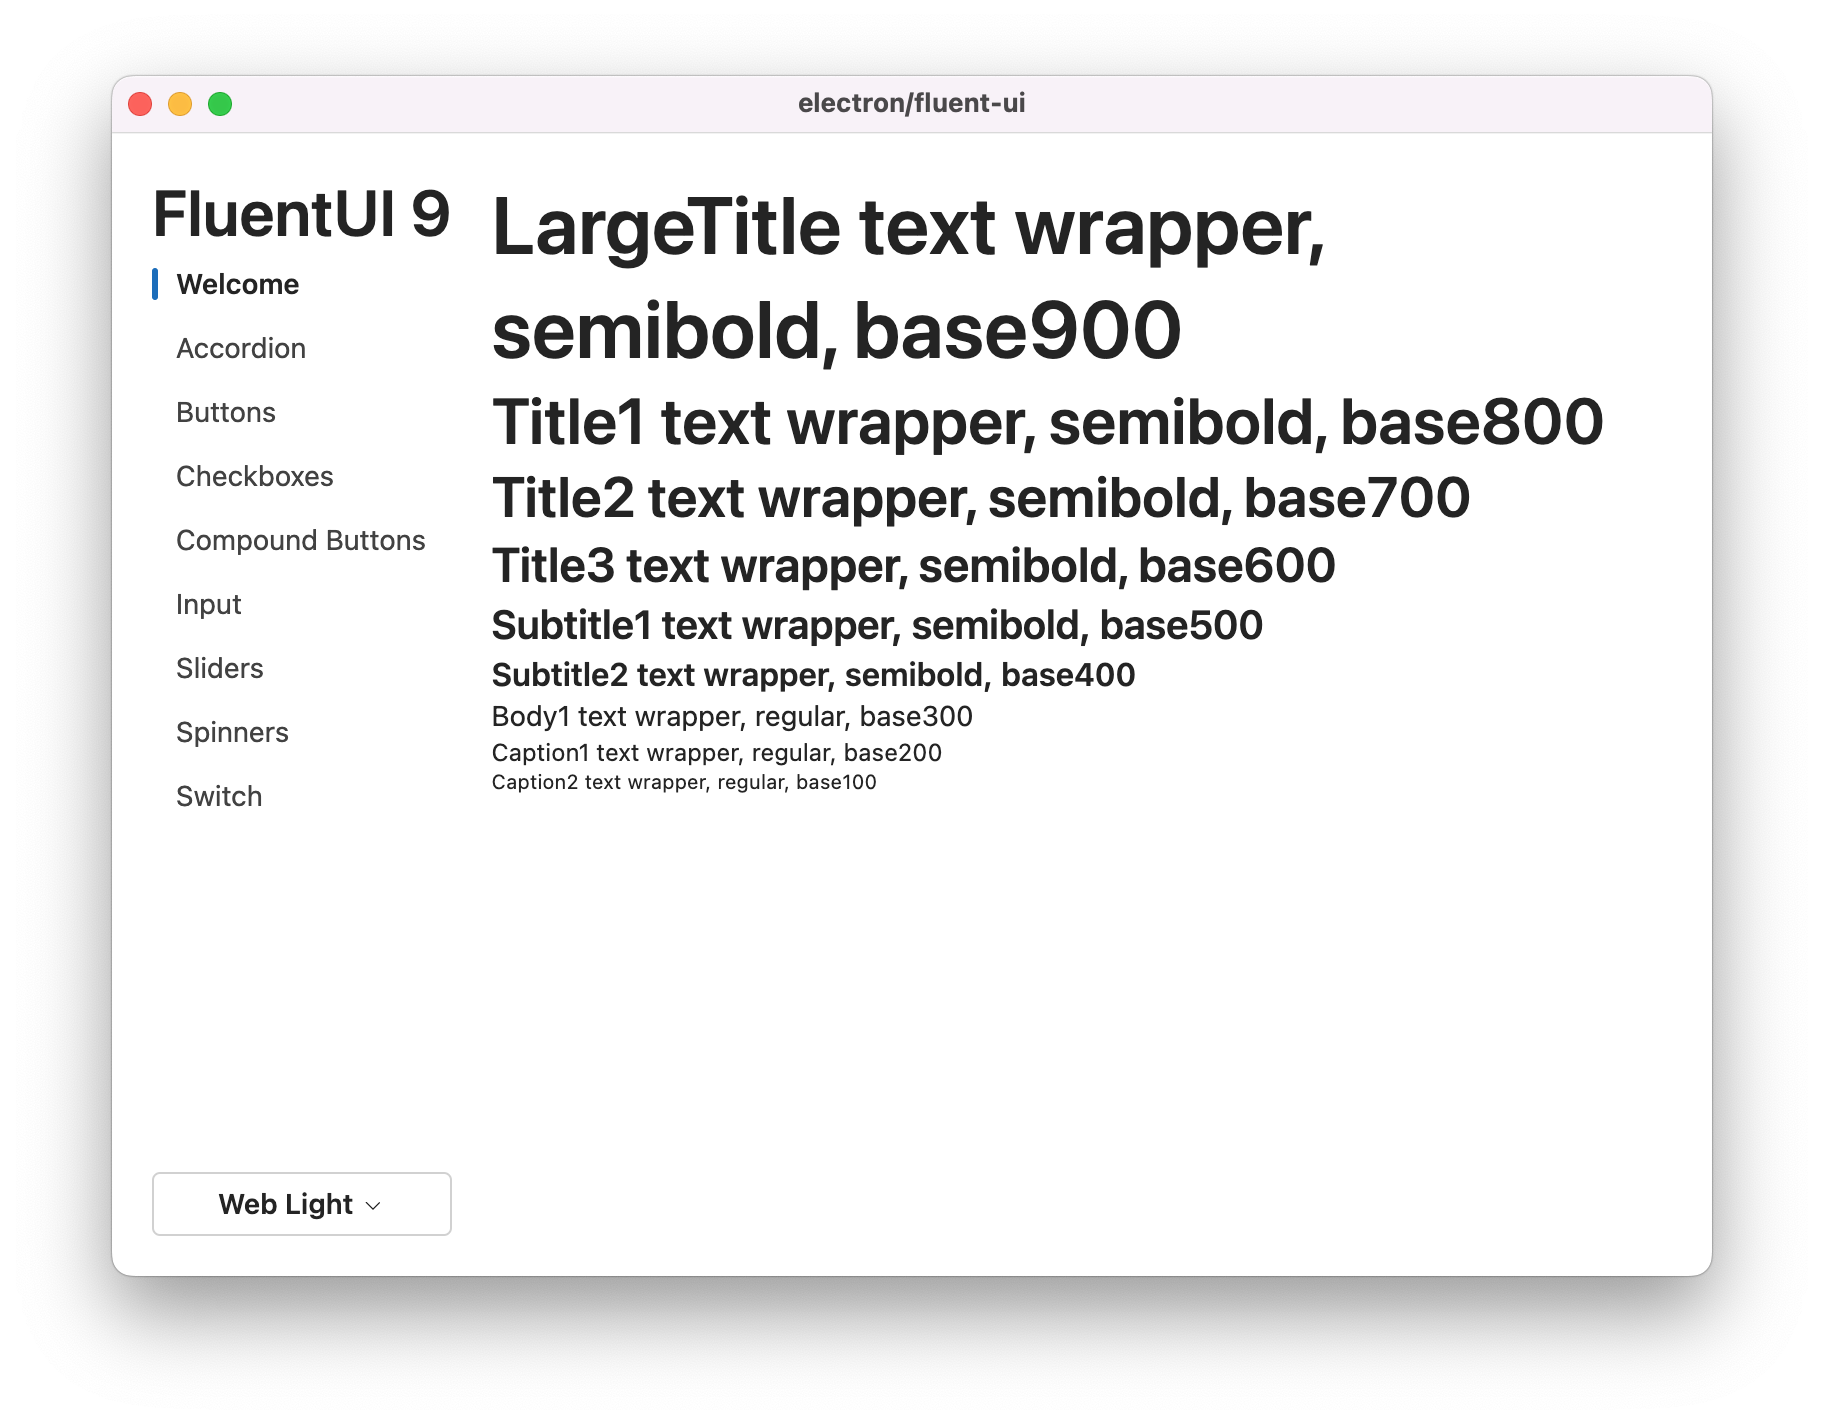 electron/fluent-ui
FluentUI 9
Welcome
Accordion
Buttons
Checkboxes
Compound Buttons
Input
Sliders
Spinners
Switch
Web Light
LargeTitle text wrapper,
semibold, base900
Title1 text wrapper, semibold, base800
Title2 text wrapper, semibold, base700
Title3 text wrapper, semibold, base600
Subtitle1 text wrapper, semibold, base500
Subtitle2 text wrapper, semibold, base400
Body1 text wrapper, regular, base300
Caption1 text wrapper, regular, base200
Caption2 text wrapper, regular, base100